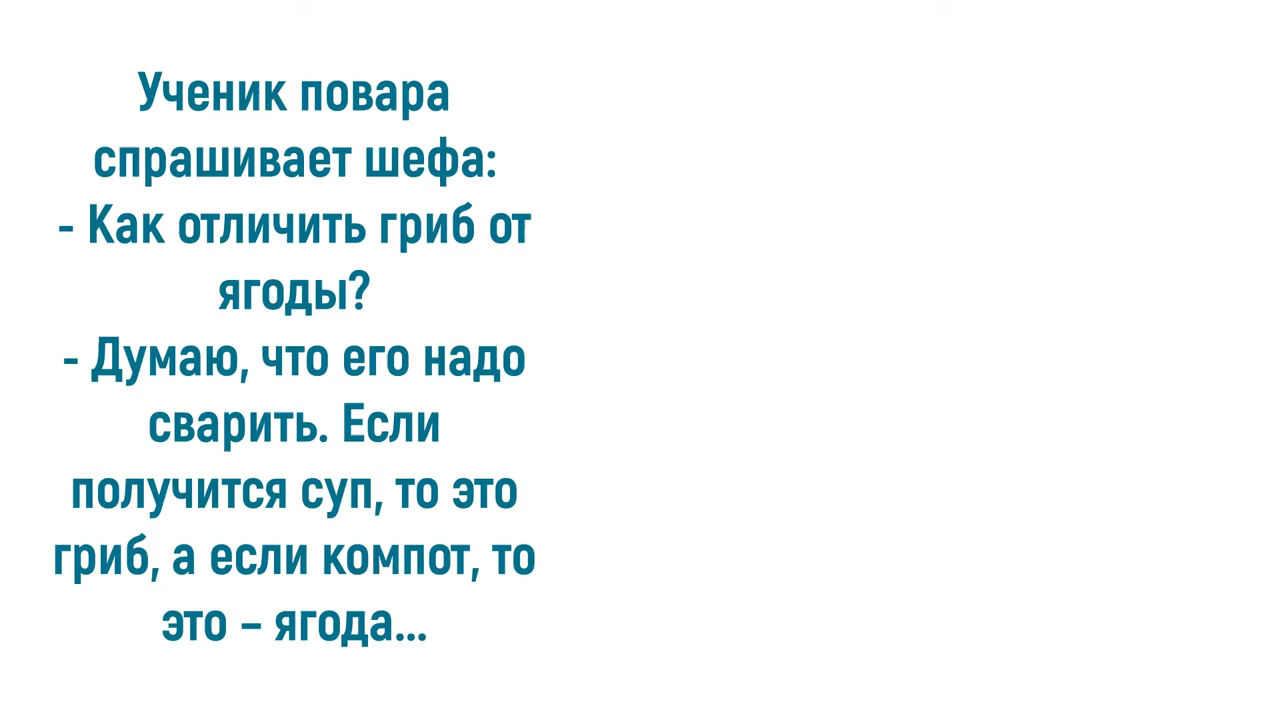 Ученик повара
спрашивает шефа:
- Как отличить гриб от
ягоды?
- Думаю, что его надо
сварить. Если
получится суп, то это
гриб, а если компот, то
это – ягода...